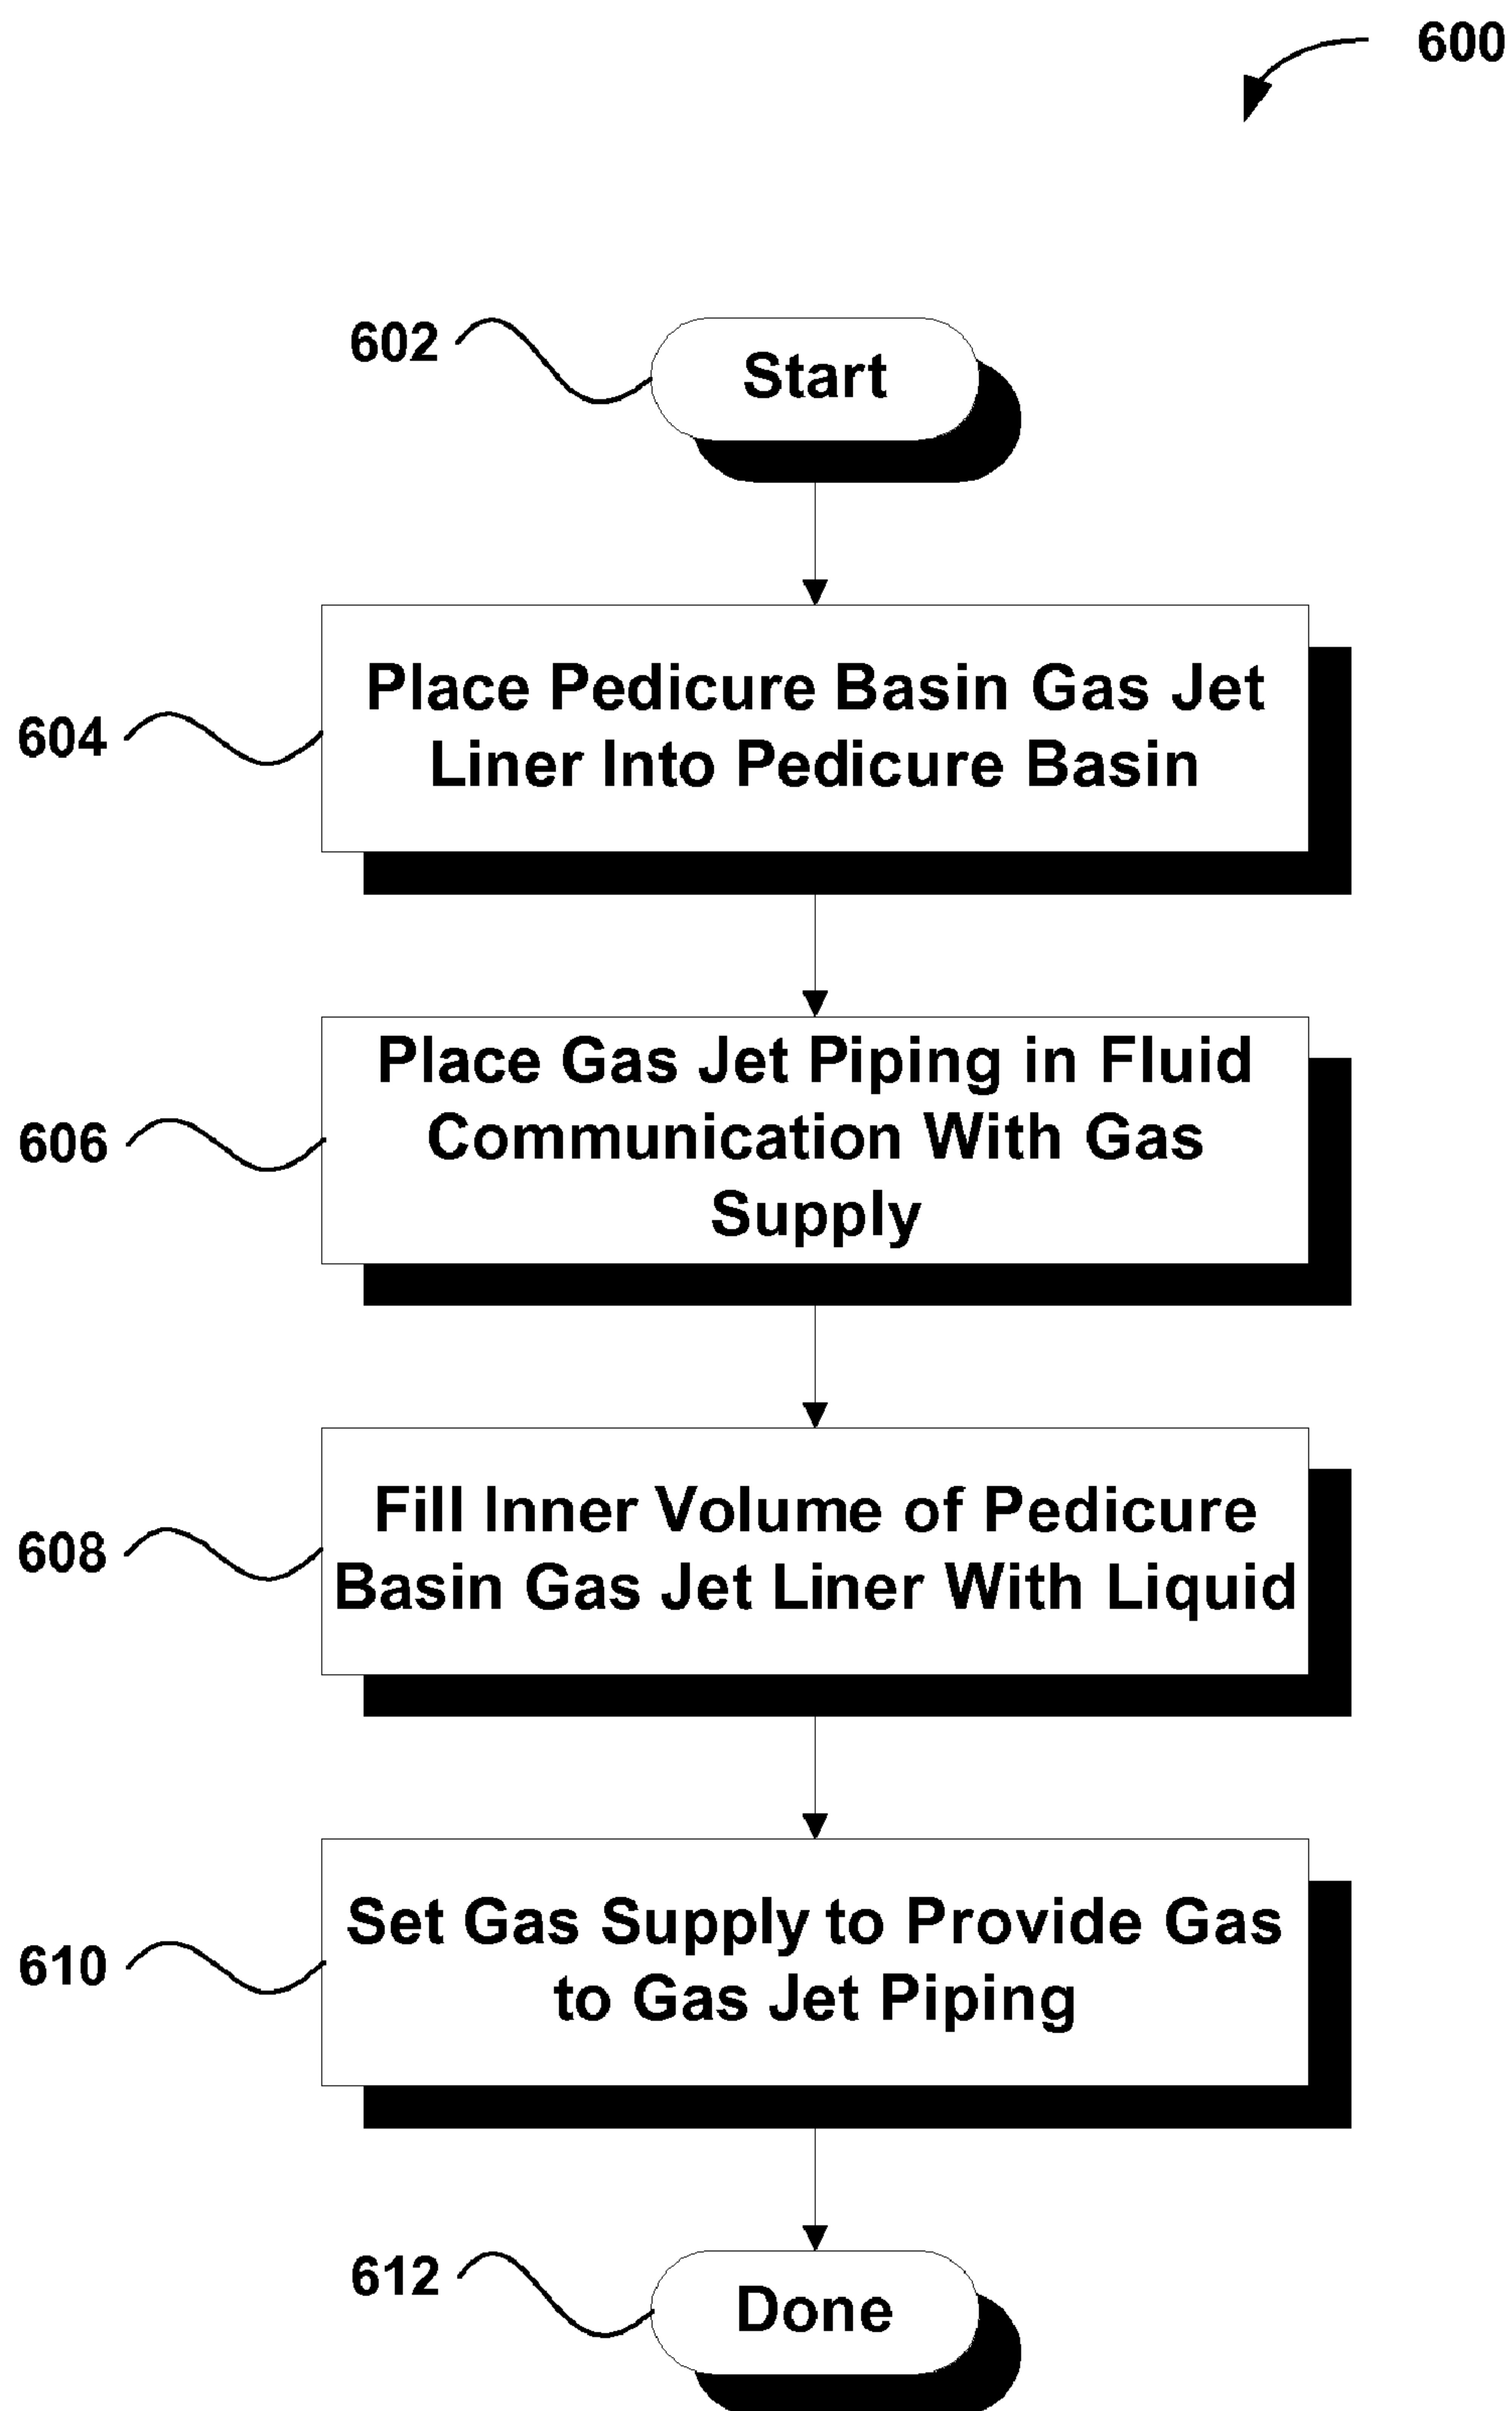 600
602
Start
604
Place Pedicure Basin Gas Jet
Liner Into Pedicure Basin
606
Place Gas Jet Piping in Fluid
Communication With Gas
Supply
608
Fill Inner Volume of Pedicure
Basin Gas Jet Liner With Liquid
610
Set Gas Supply to Provide Gas
to Gas Jet Piping
612
Done